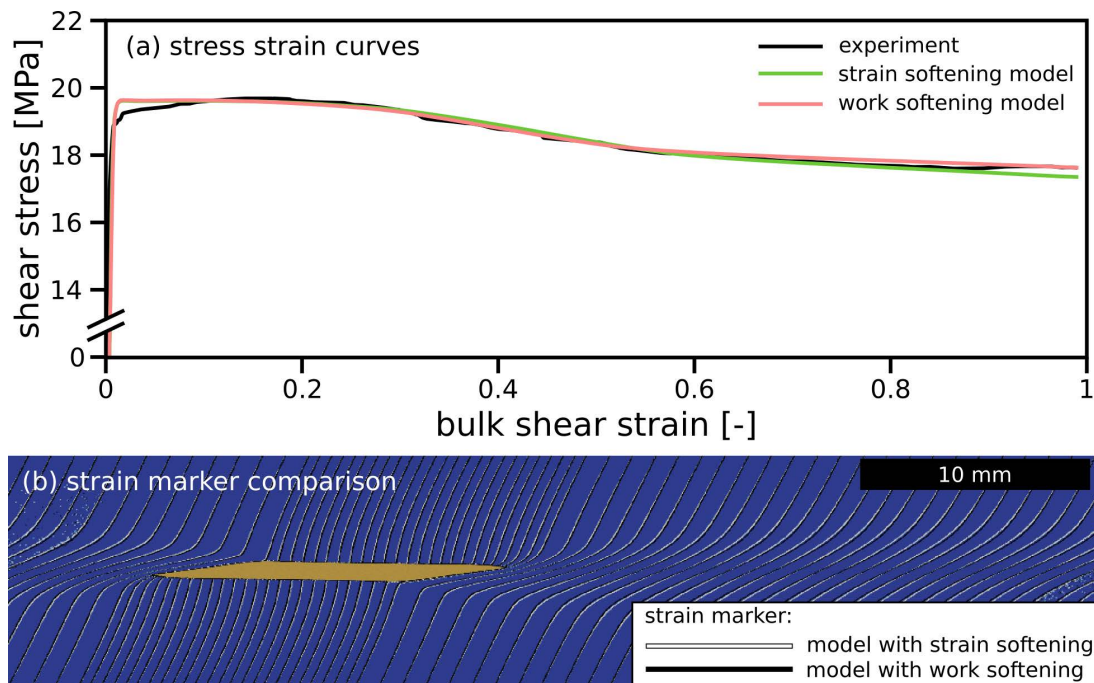 (a) stress strain curves
experiment
strain softening model
work softening model
shear stress [MPa]
22
20
18
16
14
0
0
0.2
0.4
0.6
0.8
1
bulk shear strain [-]
(b) strain marker comparison
10 mm
strain marker:
model with strain softening
model with work softening